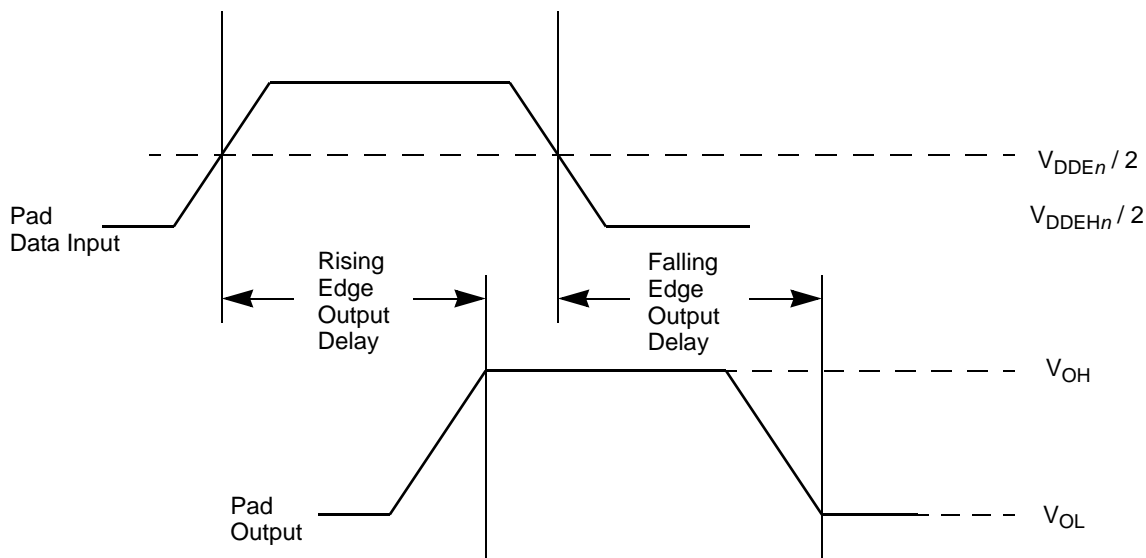 V_DDEn / 2
Pad
Data Input
V_DDEHn / 2
Rising
Edge
Output
Delay
Falling
Edge
Output
Delay
V_OH
Pad
Output
V_OL